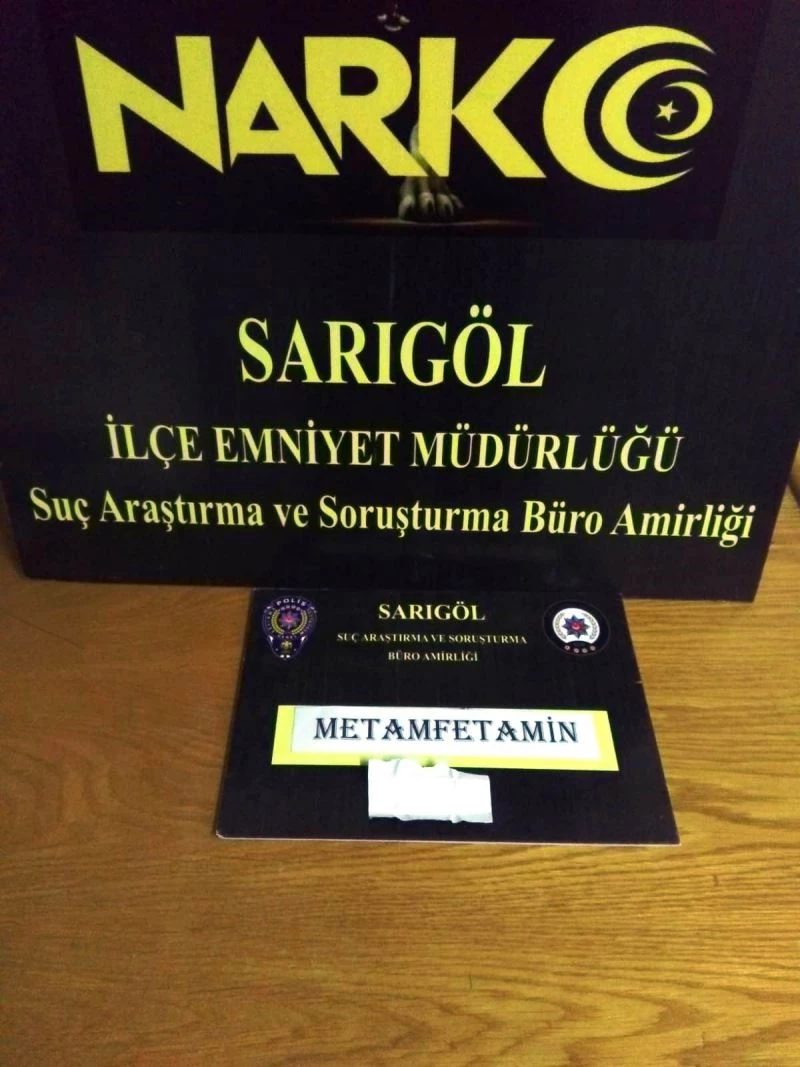 NARKO
SARIGÖL
İLÇE EMNİYET MÜDÜRLÜĞÜ
Suç Araştırma ve Soruşturma Büro Amirliği
POLİS
SARIGÖL
SUÇ ARAŞTIRMA VE SORUŞTURMA
BÜRO AMİRLİĞİ
METAMFETAMİN